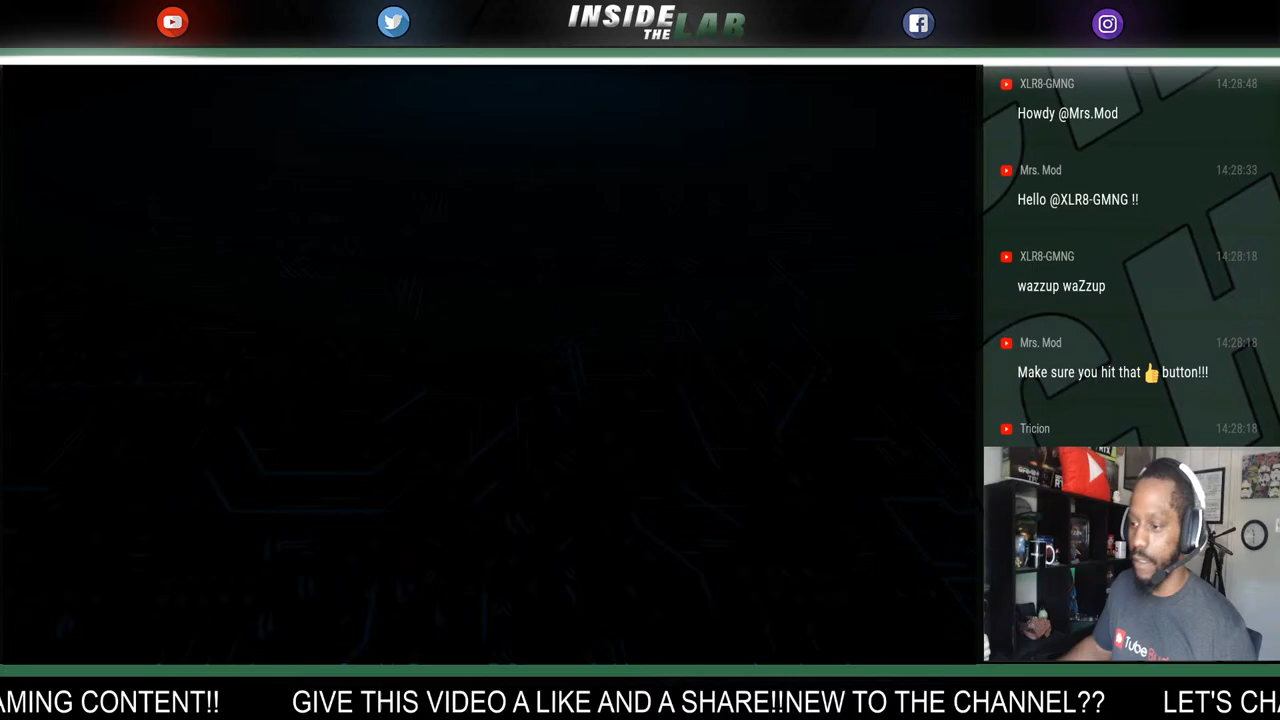 INSIDE
THE LAB
XLR8-GMNG 14:28:48
Howdy @Mrs.Mod
Mrs. Mod 14:28:33
Hello @XLR8-GMNG !!
XLR8-GMNG 14:28:18
wazzup waZzup
Mrs. Mod 14:28:18
Make sure you hit that 👍 button!!!
Tricion 14:28:18
AMING CONTENT!! GIVE THIS VIDEO A LIKE AND A SHARE!!NEW TO THE CHANNEL?? LET'S CHA